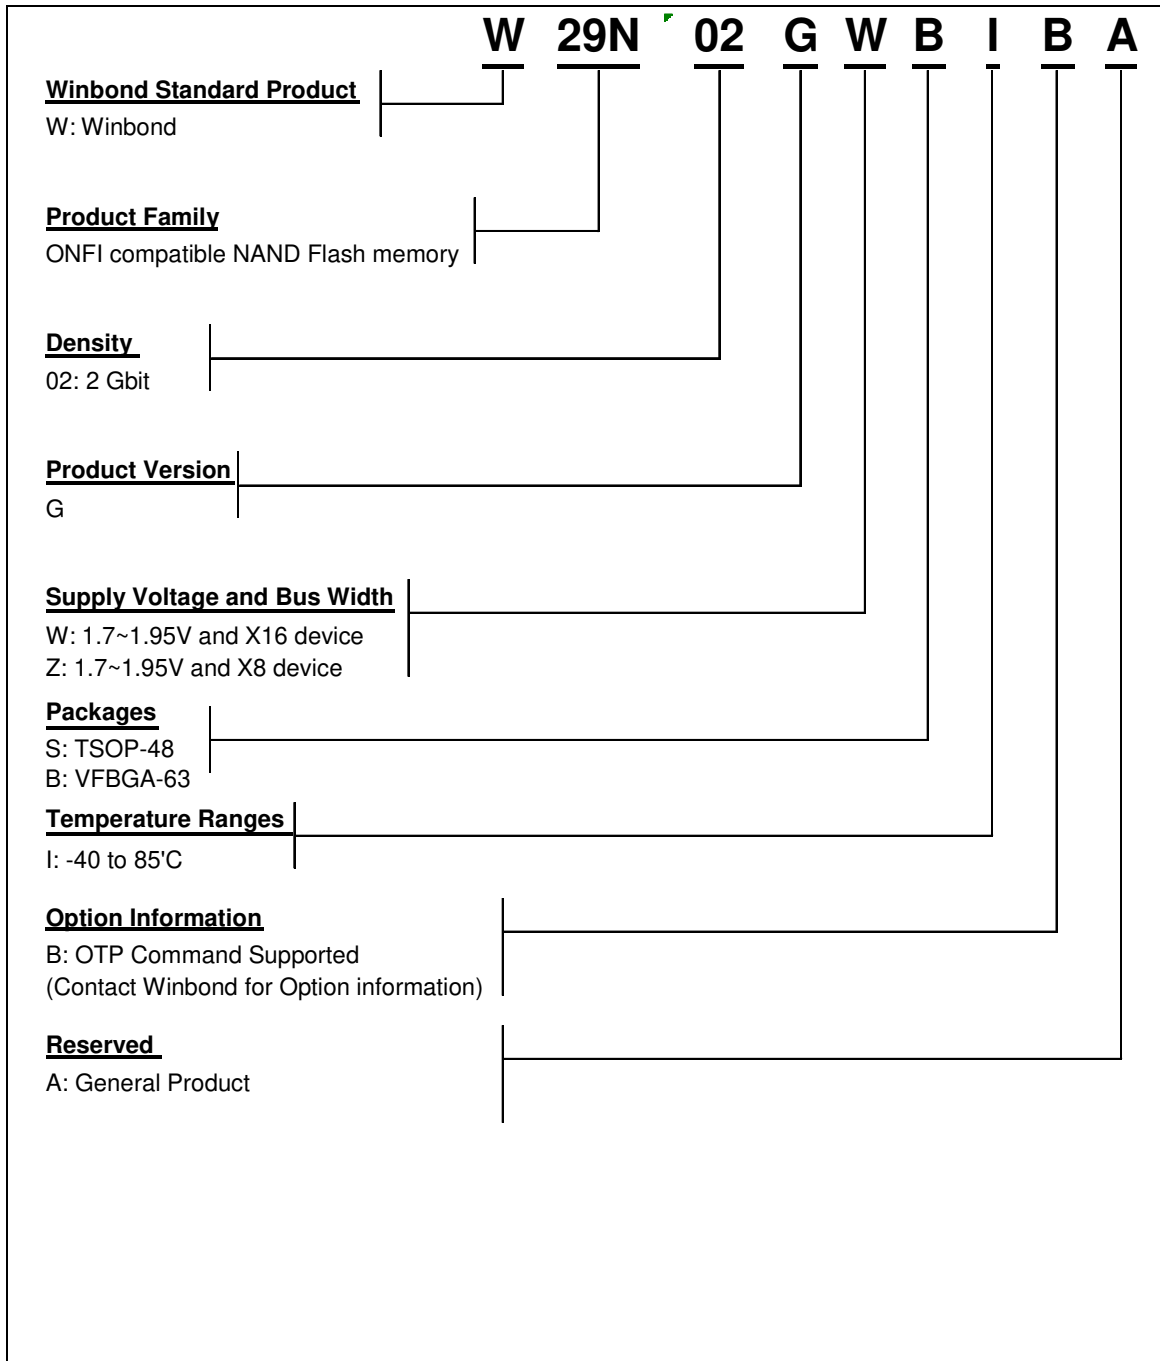 W 29N 02 G W B I B A
Winbond Standard Product
W: Winbond
Product Family
ONFI compatible NAND Flash memory
Density
02: 2 Gbit
Product Version
G
Supply Voltage and Bus Width
W: 1.7~1.95V and X16 device
Z: 1.7~1.95V and X8 device
Packages
S: TSOP-48
B: VFBGA-63
Temperature Ranges
I: -40 to 85'C
Option Information
B: OTP Command Supported
(Contact Winbond for Option information)
Reserved
A: General Product